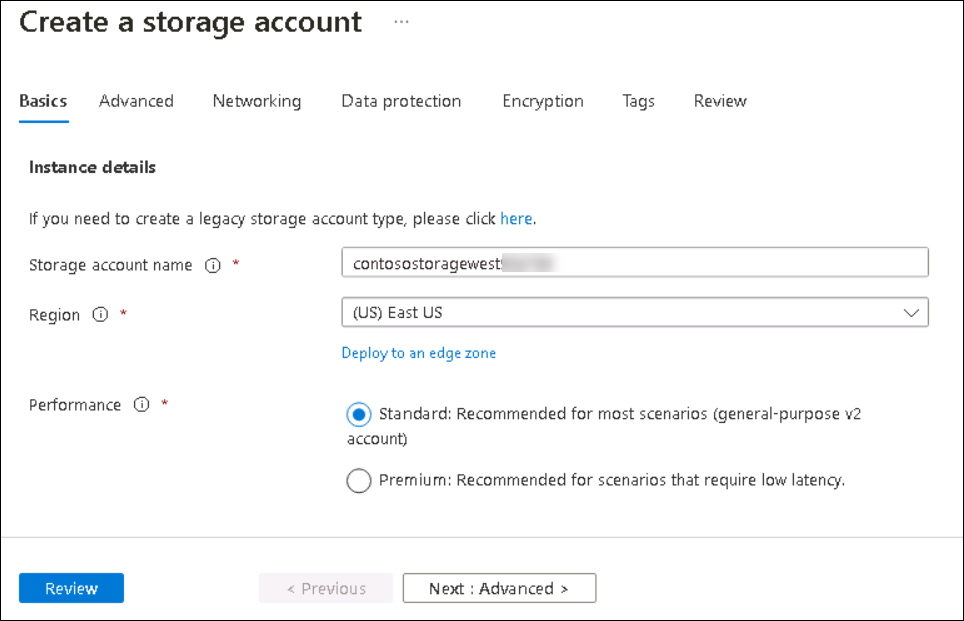 Create a storage account ...
Basics Advanced Networking Data protection Encryption Tags Review
Instance details
If you need to create a legacy storage account type, please click here.
Storage account name * contosostoragewest
Region * (US) East US
Deploy to an edge zone
Performance * Standard: Recommended for most scenarios (general-purpose v2
account)
Premium: Recommended for scenarios that require low latency.
Review < Previous Next : Advanced >